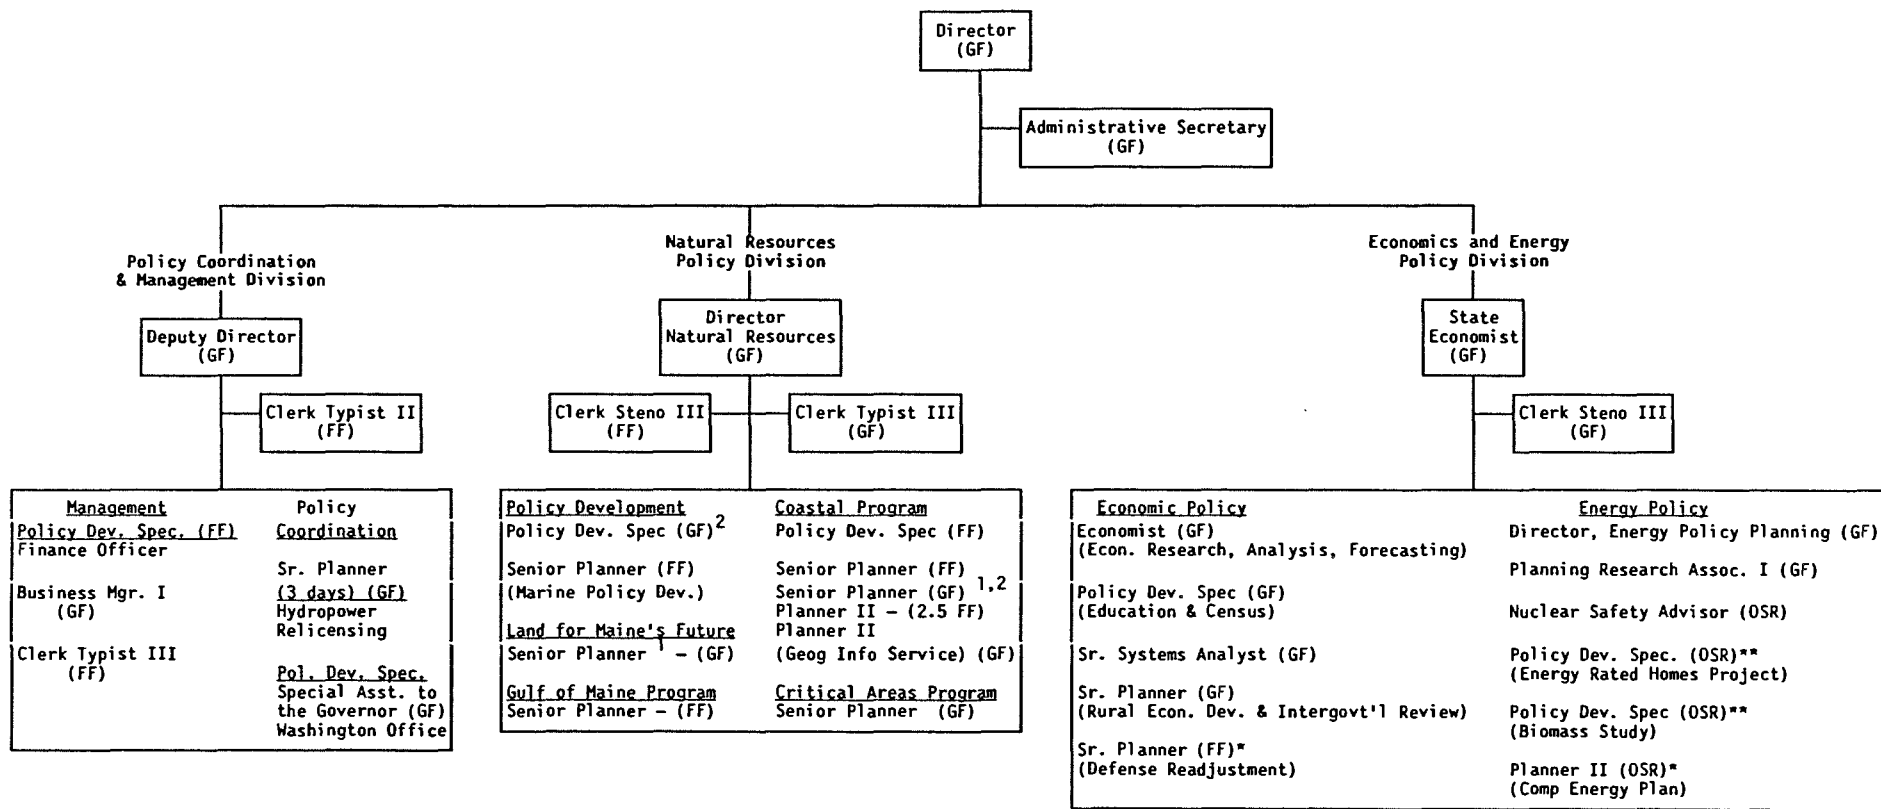 Director
(GF)
Administrative Secretary
(GF)
Policy Coordination
& Management Division
Natural Resources
Policy Division
Economics and Energy
Policy Division
Deputy Director
(GF)
Director
Natural Resources
(GF)
State
Economist
(GF)
Clerk Typist II
(FF)
Clerk Steno III
(FF)
Clerk Typist III
(GF)
Clerk Steno III
(GF)
Management
Policy Dev. Spec. (FF)
Finance Officer
Business Mgr. I
(GF)
Clerk Typist III
(FF)
Policy
Coordination
Sr. Planner
(3 days) (GF)
Hydropower
Relicensing
Pol. Dev. Spec.
Special Asst. to
the Governor (GF)
Washington Office
Policy Development
Policy Dev. Spec (GF)2
Senior Planner (FF)
(Marine Policy Dev.)
Land for Maine's Future
Senior Planner 1 – (GF)
Gulf of Maine Program
Senior Planner – (FF)
Coastal Program
Policy Dev. Spec (FF)
Senior Planner (FF)
Senior Planner (GF) 1,2
Planner II – (2.5 FF)
Planner II
(Geog Info Service) (GF)
Critical Areas Program
Senior Planner (GF)
Economic Policy
Economist (GF)
(Econ. Research, Analysis, Forecasting)
Policy Dev. Spec (GF)
(Education & Census)
Sr. Systems Analyst (GF)
Sr. Planner (GF)
(Rural Econ. Dev. & Intergovt'l Review)
Sr. Planner (FF)*
(Defense Readjustment)
Energy Policy
Director, Energy Policy Planning (GF)
Planning Research Assoc. I (GF)
Nuclear Safety Advisor (OSR)
Policy Dev. Spec. (OSR)**
(Energy Rated Homes Project)
Policy Dev. Spec (OSR)**
(Biomass Study)
Planner II (OSR)*
(Comp Energy Plan)